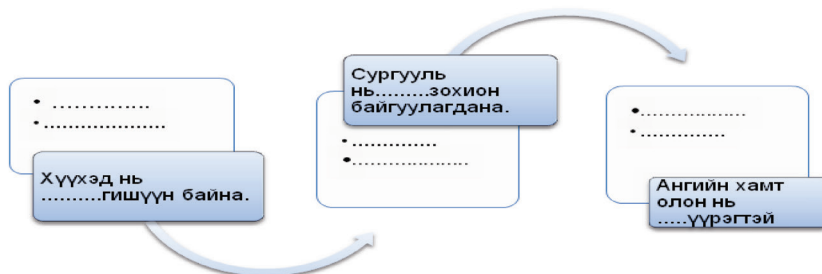 • ..............
• ...................
Хүүхэд нь
..........гишүүн байна.
Сургууль
нь.........зохион
байгуулагдана.
• .............
• ..................
• .................
• .............
Ангийн хамт
олон нь
.....үүрэгтэй